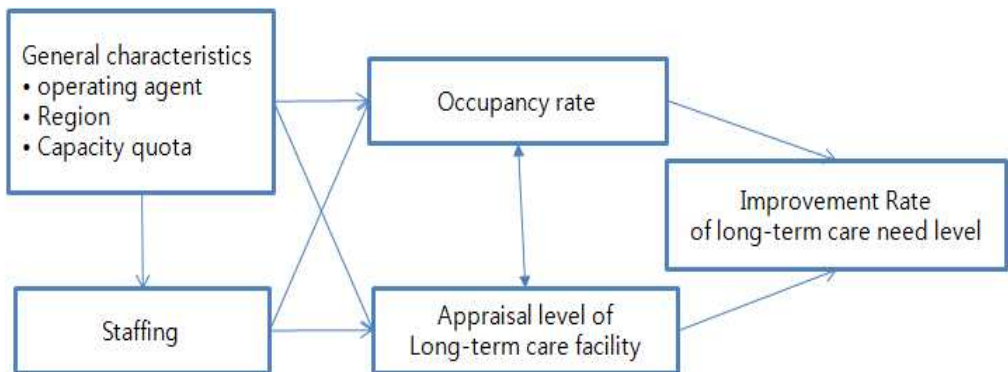 General characteristics
• operating agent
• Region
• Capacity quota
Occupancy rate
Improvement Rate
of long-term care need level
Staffing
Appraisal level of
Long-term care facility